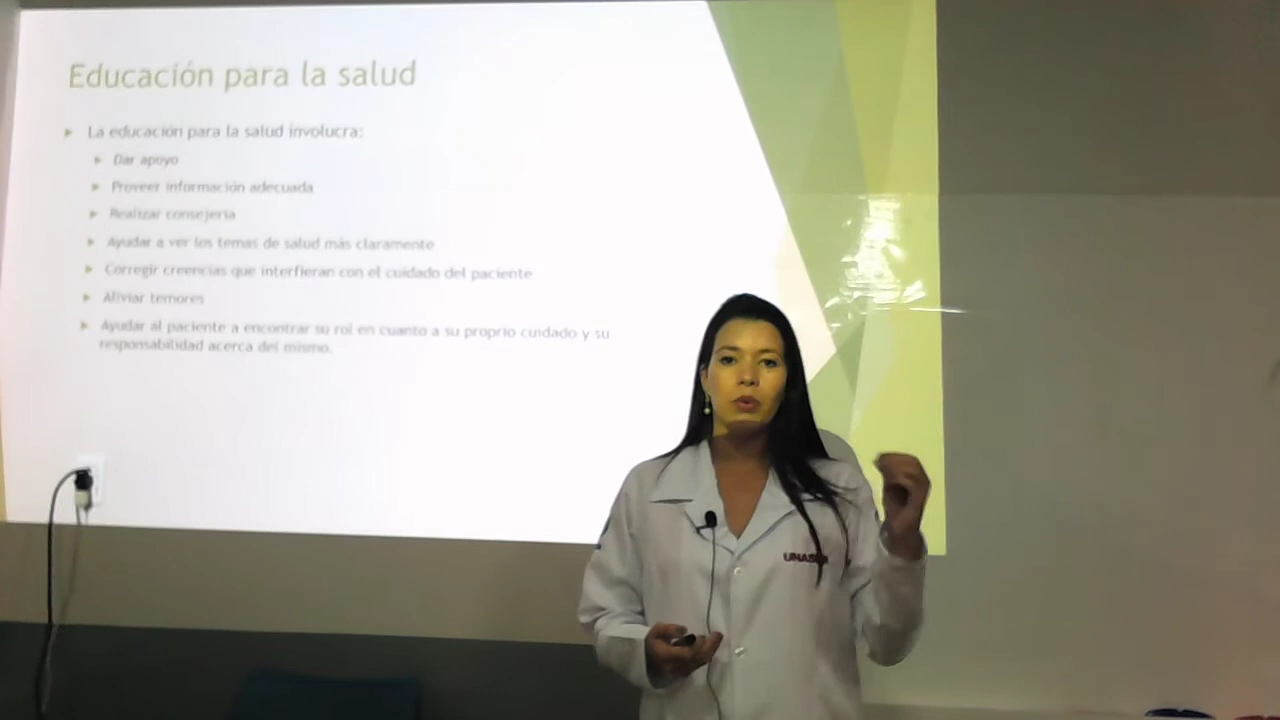 Educación para la salud
La educación para la salud involucra:
Dar apoyo
Proveer información adecuada
Realizar consejería
Ayudar a ver los temas de salud más claramente
Corregir creencias que interfieran con el cuidado del paciente
Aliviar temores
Ayudar al paciente a encontrar su rol en cuanto a su proprio cuidado y su
responsabilidad acerca del mismo.